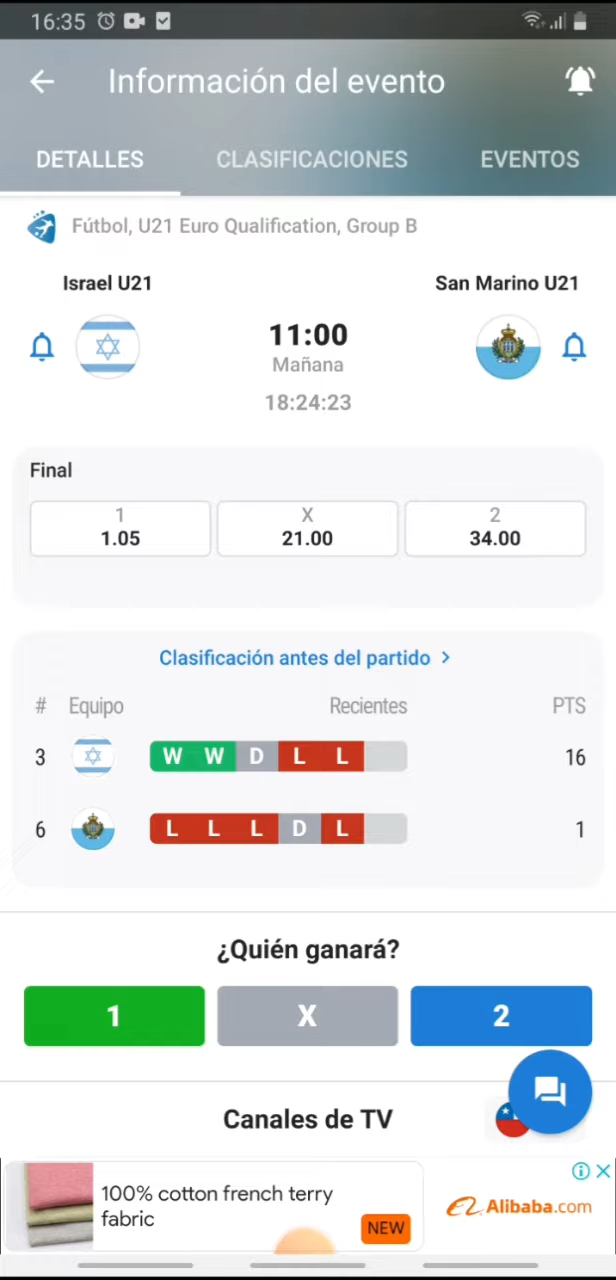 16:35
Información del evento
DETALLES CLASIFICACIONES EVENTOS
Fútbol, U21 Euro Qualification, Group B
Israel U21 San Marino U21
11:00
Mañana
18:24:23
Final
1 X 2
1.05 21.00 34.00
Clasificación antes del partido >
# Equipo Recientes PTS
3 W W D L L 16
6 L L L D L 1
¿Quién ganará?
1 X 2
Canales de TV
100% cotton french terry
fabric
NEW
Alibaba.com